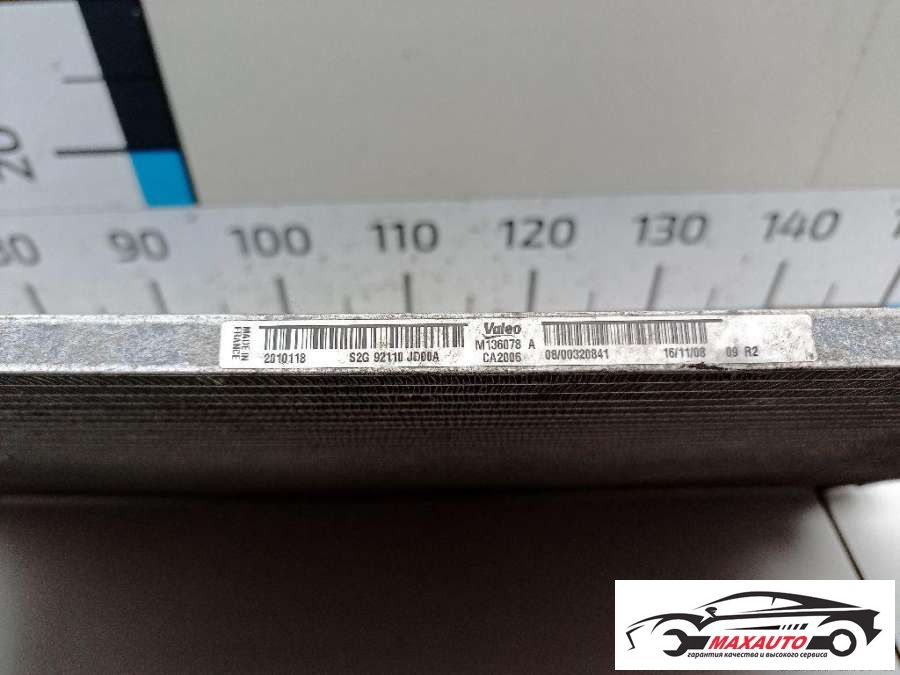 20
80 90 100 110 120 130 140
MADE IN
FRANCE
2010118 S2G 92110 JD00A
Valeo
M136078 A
CA2006
08/00320841 16/11/08 09 R2
MAXAUTO
гарантия качества и высокого сервиса